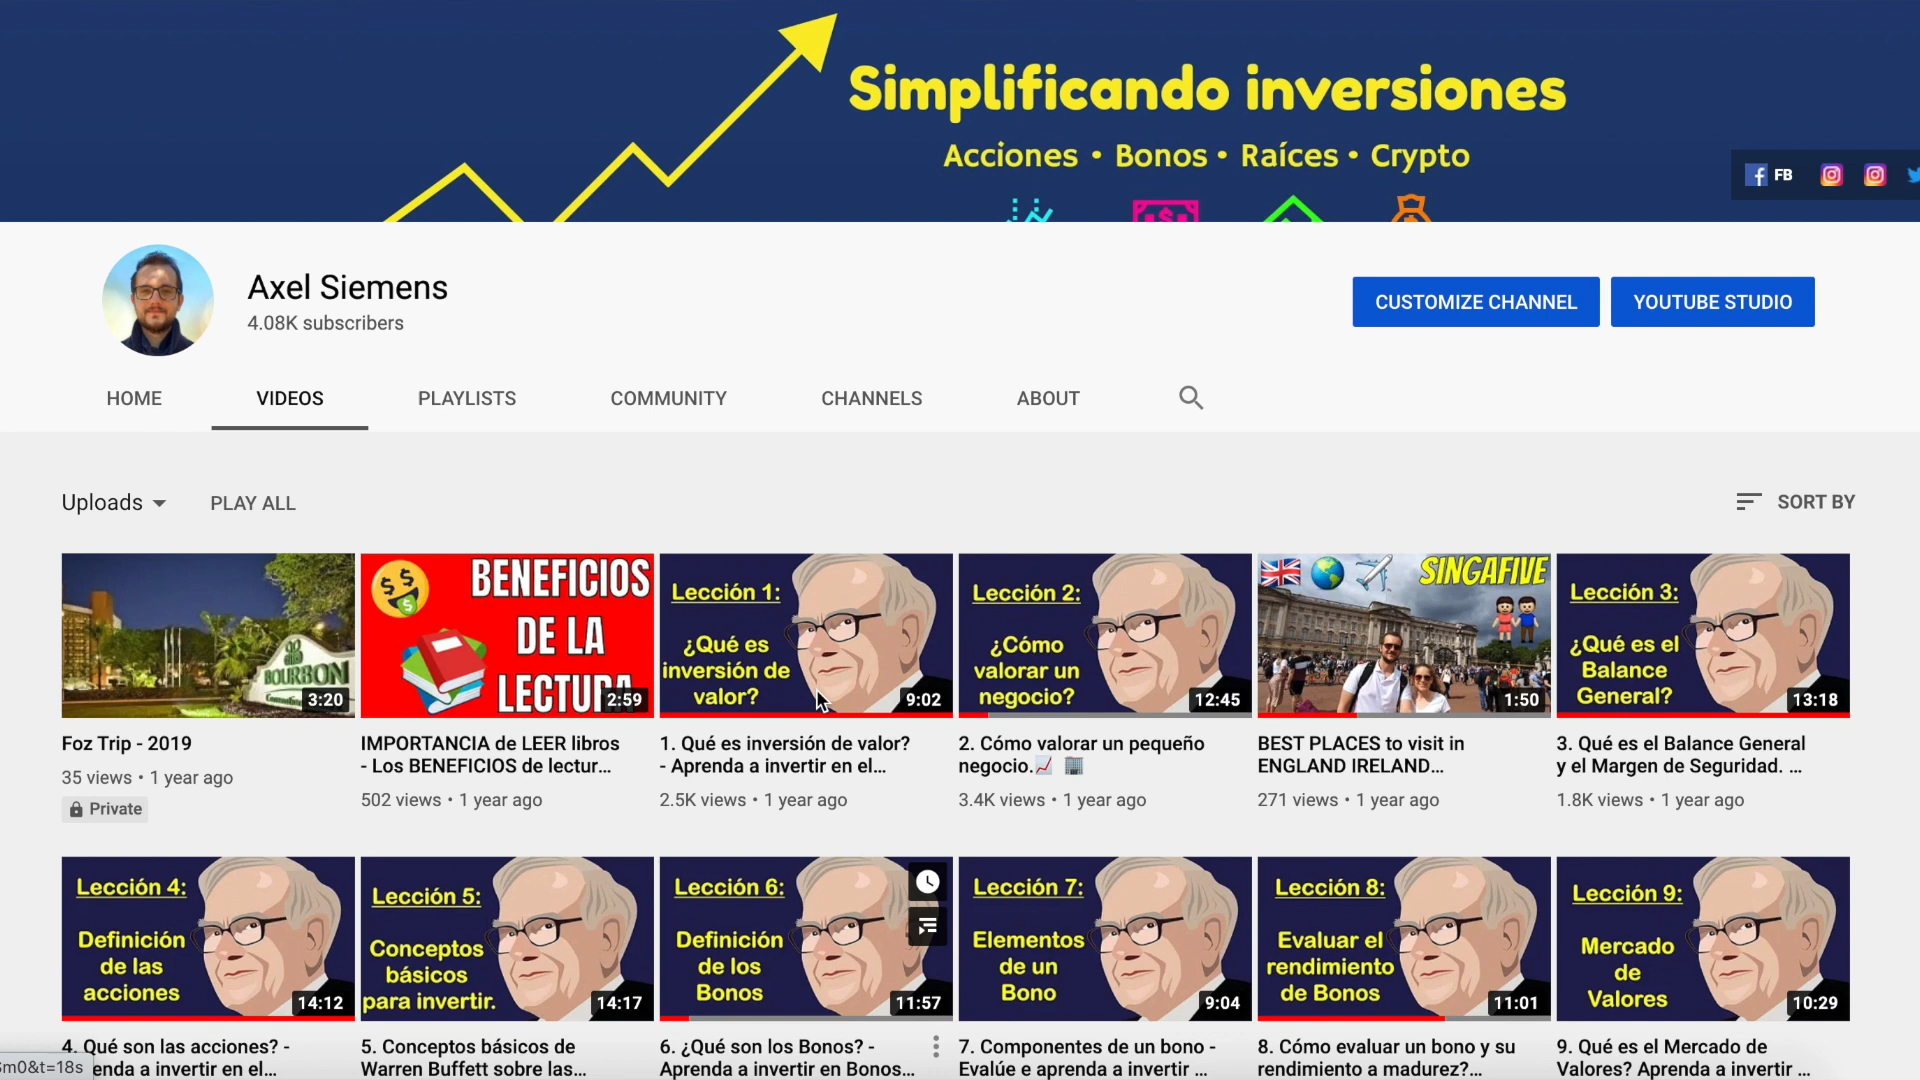 Simplificando inversiones
Acciones • Bonos • Raíces • Crypto
FB
Axel Siemens
4.08K subscribers
CUSTOMIZE CHANNEL
YOUTUBE STUDIO
HOME
VIDEOS
PLAYLISTS
COMMUNITY
CHANNELS
ABOUT
Uploads
PLAY ALL
SORT BY
BOURBON
3:20
Foz Trip - 2019
35 views • 1 year ago
Private
BENEFICIOS
DE LA
LECTURA
2:59
IMPORTANCIA de LEER libros
- Los BENEFICIOS de lectur...
502 views • 1 year ago
Lección 1:
¿Qué es
inversión de
valor?
9:02
1. Qué es inversión de valor?
- Aprenda a invertir en el...
2.5K views • 1 year ago
Lección 2:
¿Cómo
valorar un
negocio?
12:45
2. Cómo valorar un pequeño
negocio.📈 🏢
3.4K views • 1 year ago
SINGAFIVE
1:50
BEST PLACES to visit in
ENGLAND IRELAND...
271 views • 1 year ago
Lección 3:
¿Qué es el
Balance
General?
13:18
3. Qué es el Balance General
y el Margen de Seguridad. ...
1.8K views • 1 year ago
Lección 4:
Definición
de las
acciones
14:12
4. Qué son las acciones? -
enda a invertir en el...
Lección 5:
Conceptos
básicos
para invertir.
14:17
5. Conceptos básicos de
Warren Buffett sobre las...
Lección 6:
Definición
de los
Bonos
11:57
6. ¿Qué son los Bonos? -
Aprenda a invertir en Bonos...
Lección 7:
Elementos
de un
Bono
9:04
7. Componentes de un bono -
Evalúe e aprenda a invertir ...
Lección 8:
Evaluar el
rendimiento
de Bonos
11:01
8. Cómo evaluar un bono y su
rendimiento a madurez?...
Lección 9:
Mercado
de
Valores
10:29
9. Qué es el Mercado de
Valores? Aprenda a invertir ...
m0&t=18s